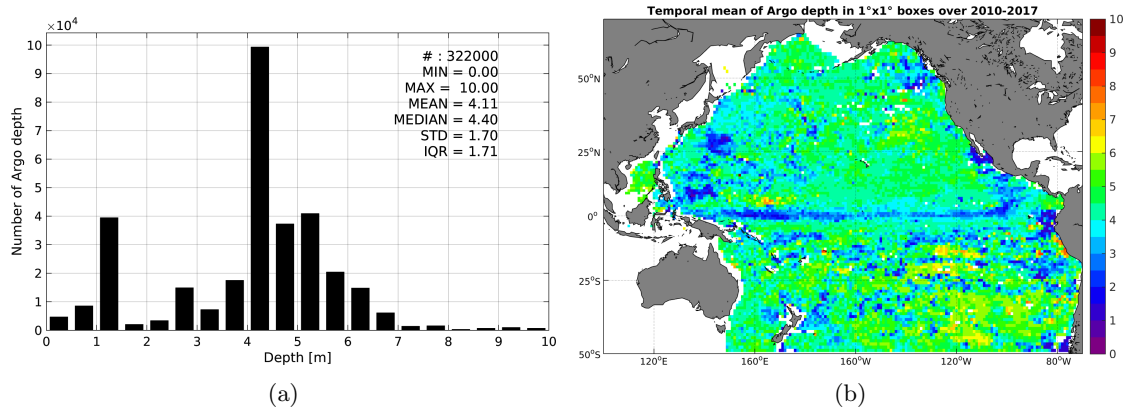 ×10⁴
10
9
8
7
6
5
4
3
2
1
0
Number of Argo depth
# : 322000
MIN = 0.00
MAX = 10.00
MEAN = 4.11
MEDIAN = 4.40
STD = 1.70
IQR = 1.71
0 1 2 3 4 5 6 7 8 9 10
Depth [m]
(a)
Temporal mean of Argo depth in 1°x1° boxes over 2010-2017
50°N
25°N
0°
25°S
50°S
120°E 160°E 160°W 120°W 80°W
10
9
8
7
6
5
4
3
2
1
0
(b)